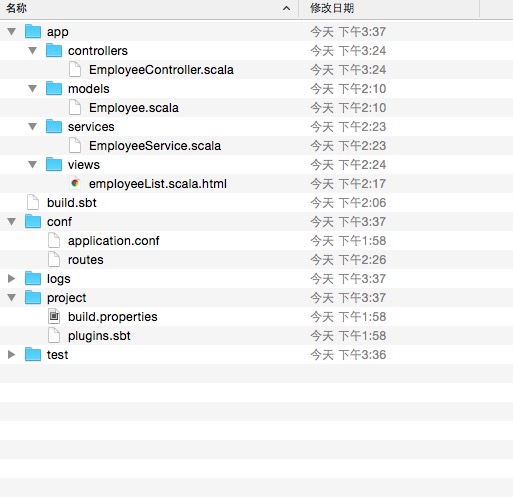 名称 修改日期
app 今天 下午3:37
controllers 今天 下午3:24
EmployeeController.scala 今天 下午3:24
models 今天 下午2:10
Employee.scala 今天 下午2:10
services 今天 下午2:23
EmployeeService.scala 今天 下午2:23
views 今天 下午2:24
employeeList.scala.html 今天 下午2:17
build.sbt 今天 下午2:06
conf 今天 下午3:37
application.conf 今天 下午1:58
routes 今天 下午2:26
logs 今天 下午3:37
project 今天 下午3:37
build.properties 今天 下午1:58
plugins.sbt 今天 下午1:58
test 今天 下午3:36